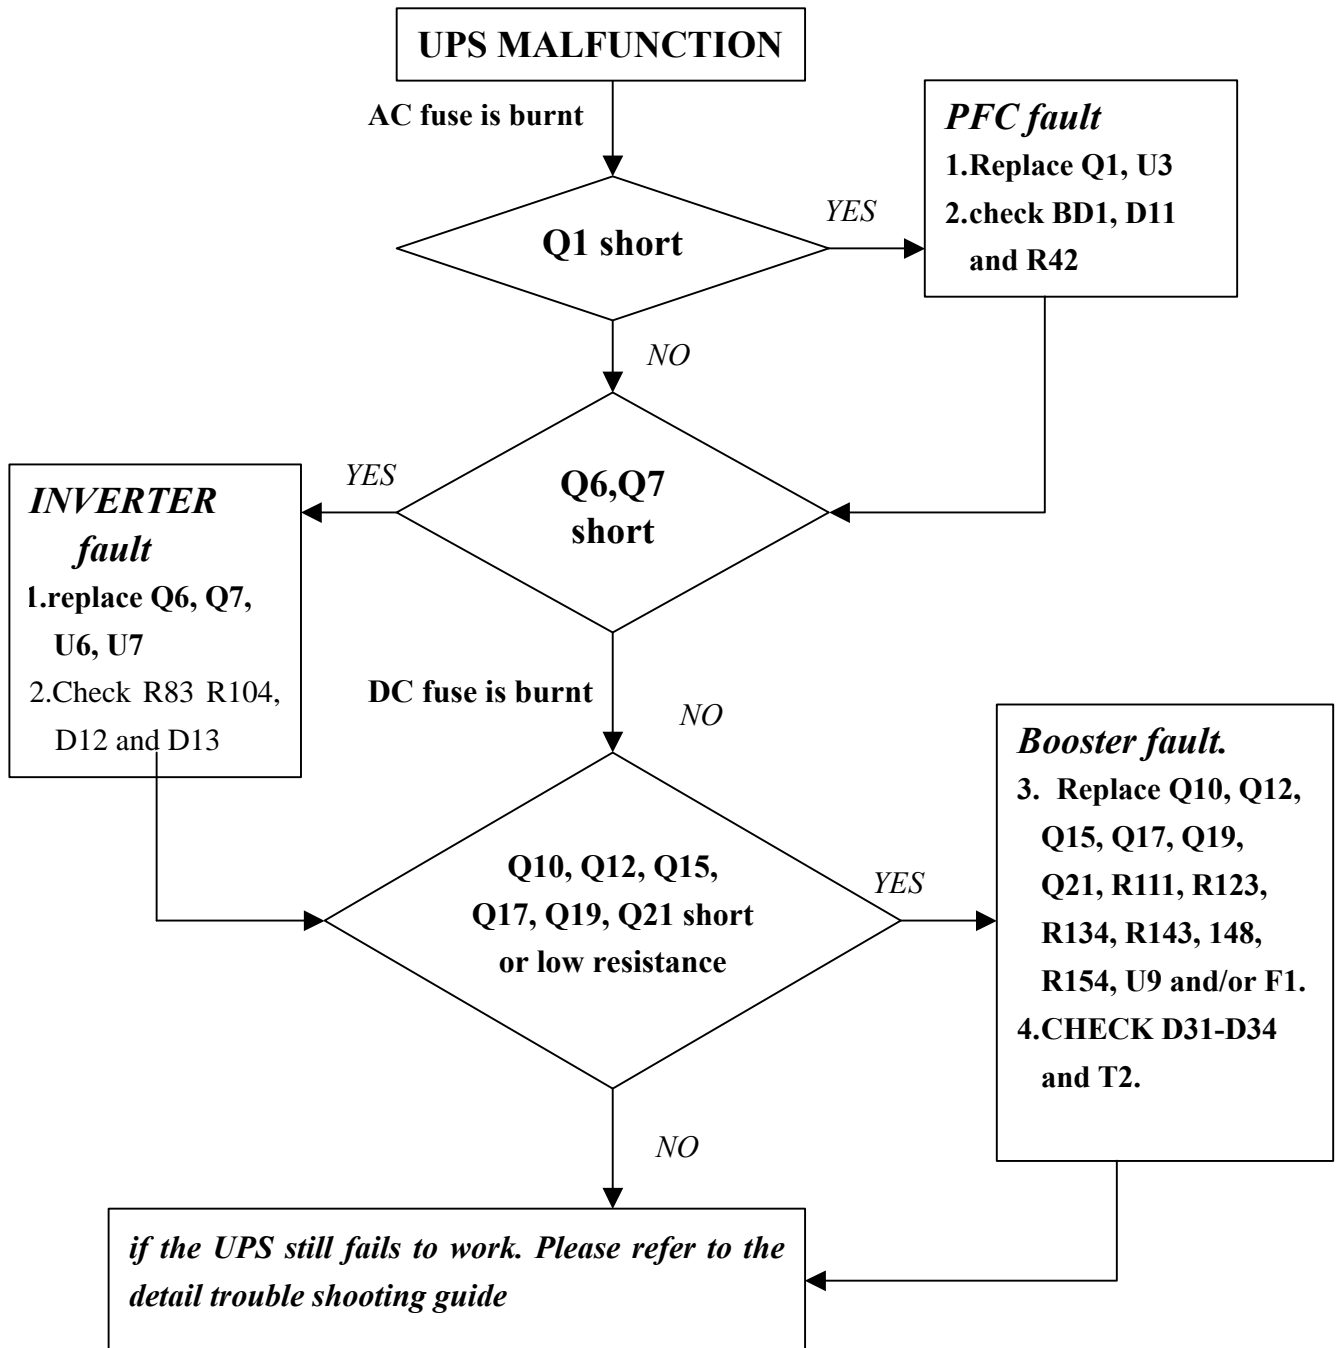 UPS MALFUNCTION
AC fuse is burnt
PFC fault
1.Replace Q1, U3
2.check BD1, D11
and R42
YES
Q1 short
NO
YES
Q6,Q7
short
INVERTER
fault
1.replace Q6, Q7,
U6, U7
2.Check R83 R104,
D12 and D13
DC fuse is burnt
NO
Booster fault.
3. Replace Q10, Q12,
Q15, Q17, Q19,
Q21, R111, R123,
R134, R143, 148,
R154, U9 and/or F1.
4.CHECK D31-D34
and T2.
Q10, Q12, Q15,
Q17, Q19, Q21 short
or low resistance
YES
NO
if the UPS still fails to work. Please refer to the
detail trouble shooting guide